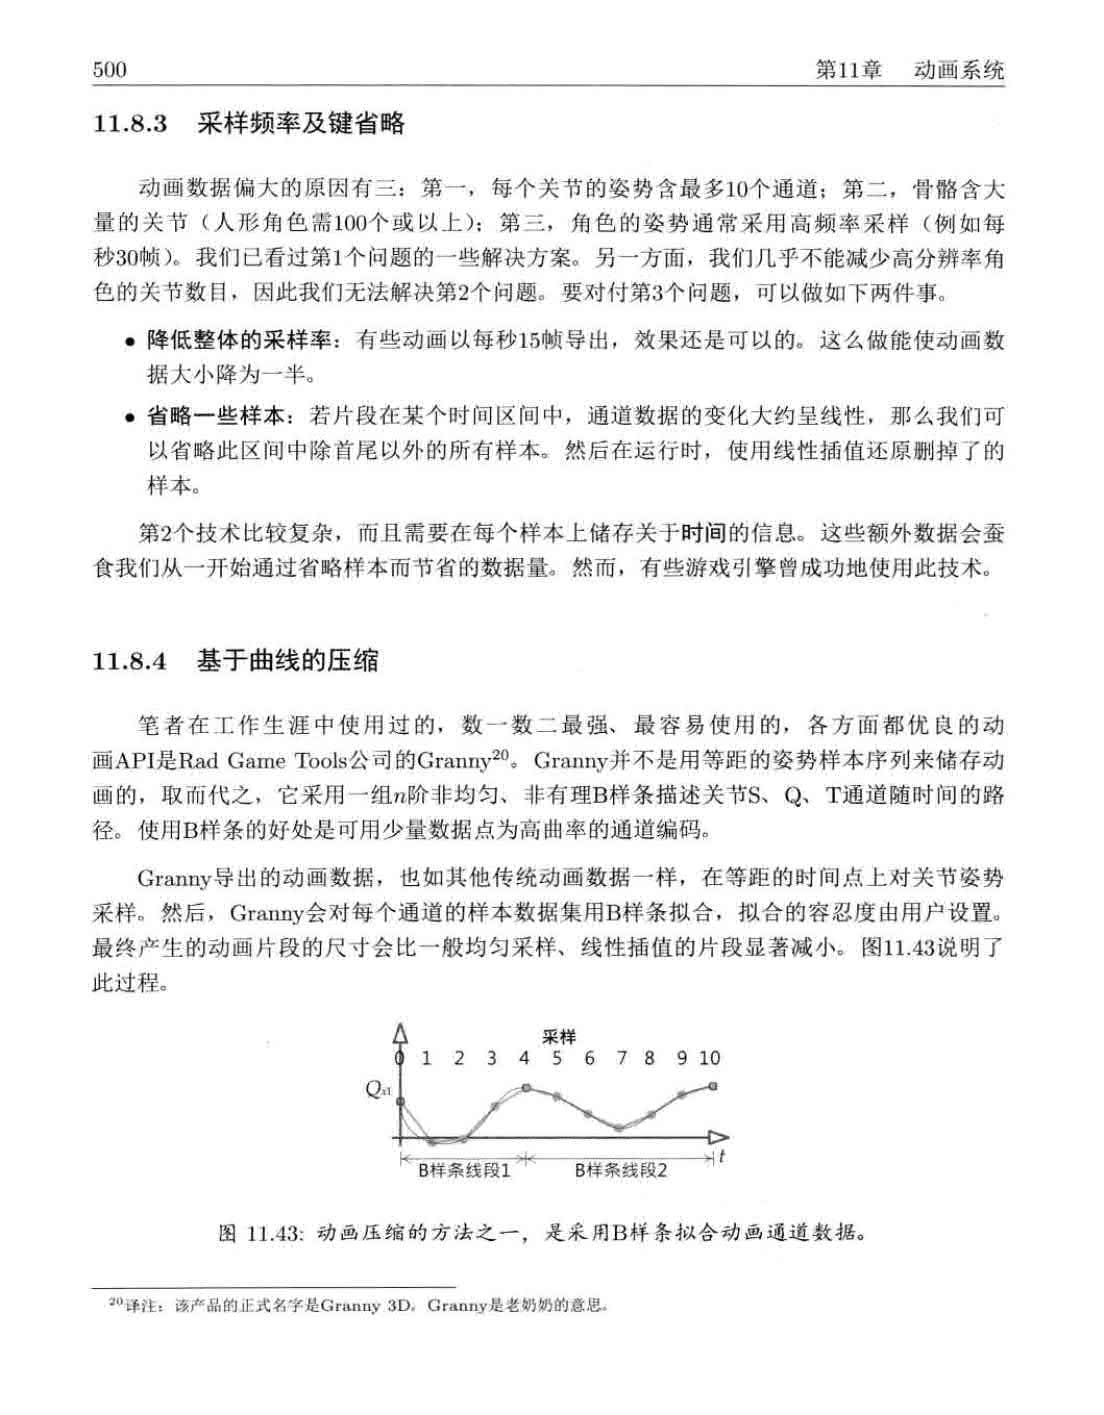 500
第11章 动画系统
11.8.3 采样频率及键省略
动画数据偏大的原因有三：第一，每个关节的姿势含最多10个通道；第二，骨骼含大
量的关节（人形角色需100个或以上）；第三，角色的姿势通常采用高频率采样（例如每
秒30帧）。我们已看过第1个问题的一些解决方案。另一方面，我们几乎不能减少高分辨率角
色的关节数目，因此我们无法解决第2个问题。要对付第3个问题，可以做如下两件事。
● 降低整体的采样率：有些动画以每秒15帧导出，效果还是可以的。这么做能使动画数
据大小降为一半。
● 省略一些样本：若片段在某个时间区间中，通道数据的变化大约呈线性，那么我们可
以省略此区间中除首尾以外的所有样本。然后在运行时，使用线性插值还原删掉了的
样本。
第2个技术比较复杂，而且需要在每个样本上储存关于时间的信息。这些额外数据会蚕
食我们从一开始通过省略样本而节省的数据量。然而，有些游戏引擎曾成功地使用此技术。
11.8.4 基于曲线的压缩
笔者在工作生涯中使用过的，数一数二最强、最容易使用的，各方面都优良的动
画API是Rad Game Tools公司的Granny²⁰。Granny并不是用等距的姿势样本序列来储存动
画的，取而代之，它采用一组n阶非均匀、非有理B样条描述关节S、Q、T通道随时间的路
径。使用B样条的好处是可用少量数据点为高曲率的通道编码。
Granny导出的动画数据，也如其他传统动画数据一样，在等距的时间点上对关节姿势
采样。然后，Granny会对每个通道的样本数据集用B样条拟合，拟合的容忍度由用户设置。
最终产生的动画片段的尺寸会比一般均匀采样、线性插值的片段显著减小。图11.43说明了
此过程。
采样
0 1 2 3 4 5 6 7 8 9 10
Qx1
t
B样条线段1 B样条线段2
图 11.43: 动画压缩的方法之一，是采用B样条拟合动画通道数据。
²⁰译注：该产品的正式名字是Granny 3D。Granny是老奶奶的意思。